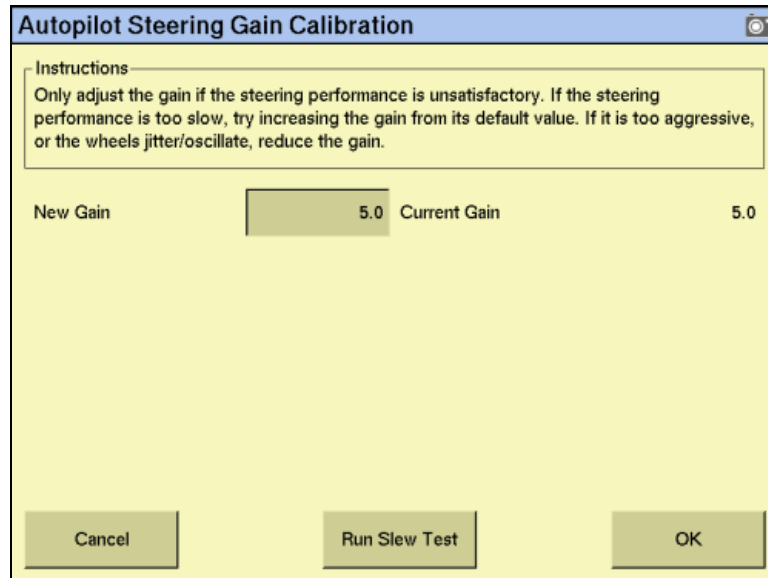 Autopilot Steering Gain Calibration
Instructions
Only adjust the gain if the steering performance is unsatisfactory. If the steering
performance is too slow, try increasing the gain from its default value. If it is too aggressive,
or the wheels jitter/oscillate, reduce the gain.
New Gain 5.0 Current Gain 5.0
Cancel Run Slew Test OK